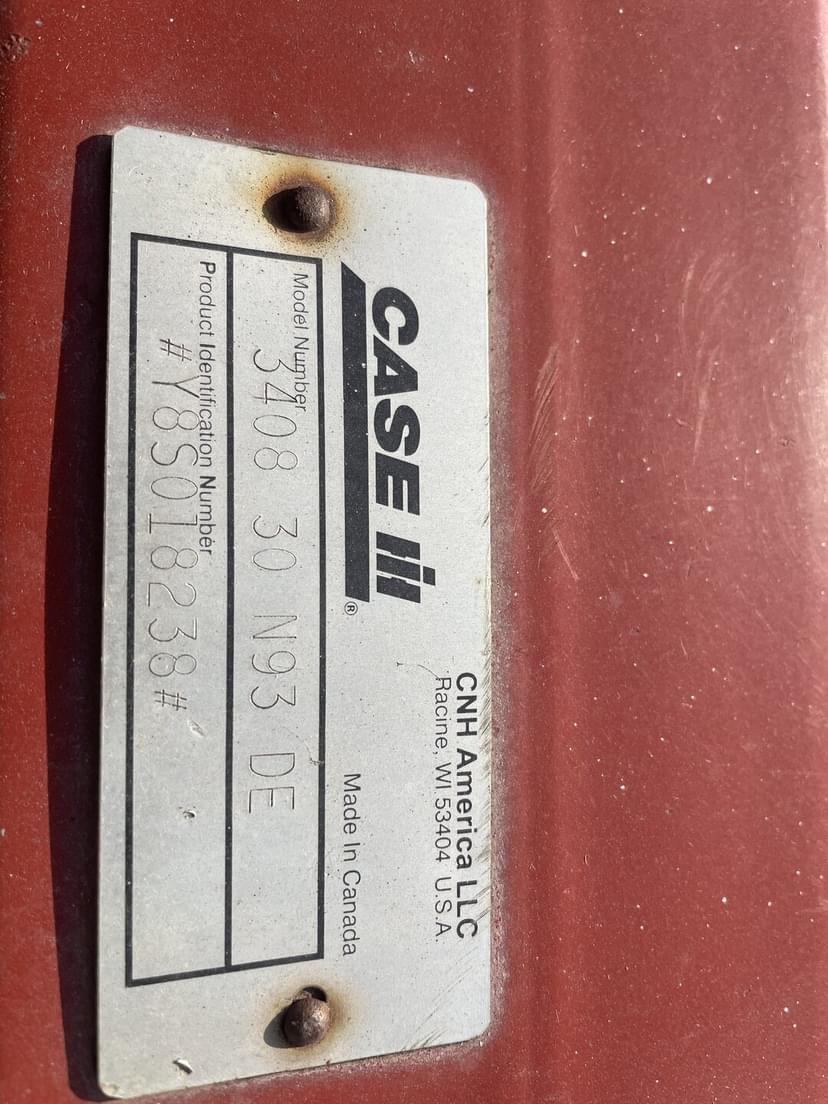 CASE IH®
CNH America LLC
Racine, WI 53404 U.S.A.
Made In Canada
Model Number
3408 30 N93 DE
Product Identification Number
#Y8S018238#